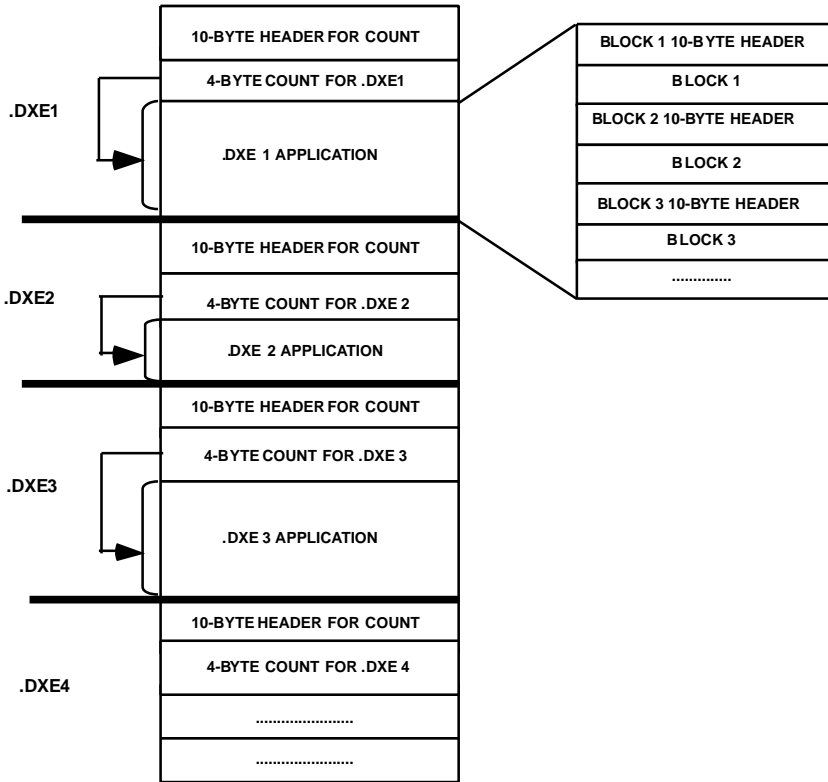 10-BYTE HEADER FOR COUNT
4-BYTE COUNT FOR .DXE1
.DXE1
.DXE 1 APPLICATION
10-BYTE HEADER FOR COUNT
.DXE2
4-BYTE COUNT FOR .DXE 2
.DXE 2 APPLICATION
10-BYTE HEADER FOR COUNT
4-BYTE COUNT FOR .DXE 3
.DXE3
.DXE 3 APPLICATION
10-BYTE HEADER FOR COUNT
4-BYTE COUNT FOR .DXE 4
.DXE4
......................
......................
BLOCK 1 10-BYTE HEADER
BLOCK 1
BLOCK 2 10-BYTE HEADER
BLOCK 2
BLOCK 3 10-BYTE HEADER
BLOCK 3
..............